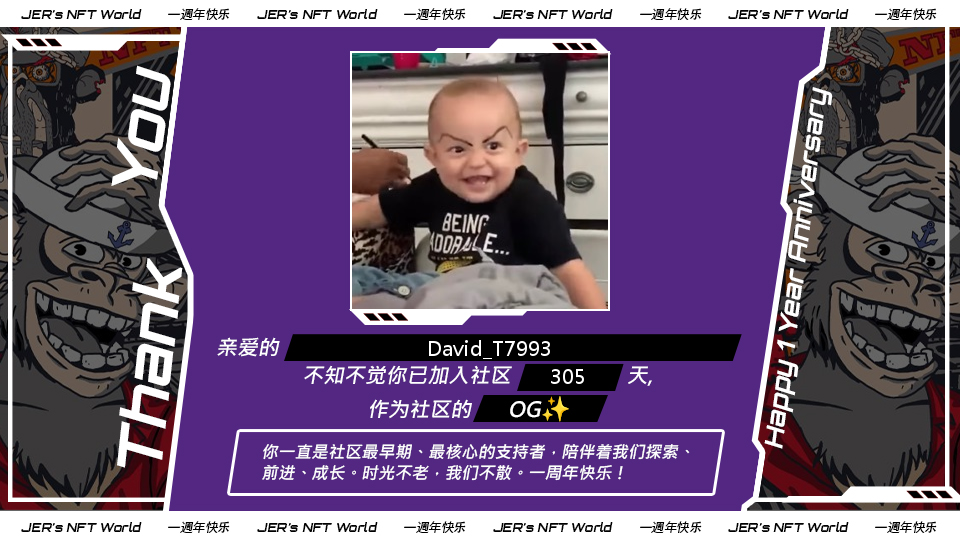 JER's NFT World 一週年快乐 JER's NFT World 一週年快乐 JER's NFT World 一週年快乐 JER's NFT World 一週年快乐
Thank You
BEING
ADORABLE...
亲爱的 David_T7993
不知不觉你已加入社区 305 天,
作为社区的 OG✨
你一直是社区最早期、最核心的支持者，陪伴着我们探索、
前进、成长。时光不老，我们不散。一周年快乐！
Happy 1 Year Anniversary
JER's NFT World 一週年快乐 JER's NFT World 一週年快乐 JER's NFT World 一週年快乐 JER's NFT World 一週年快乐